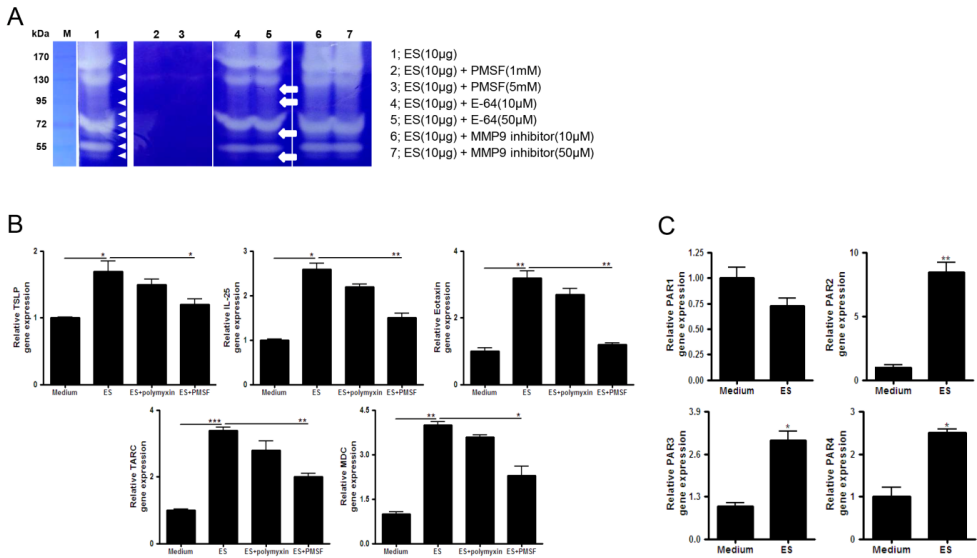 A
kDa M 1 2 3 4 5 6 7
170
130
95
72
55
1; ES(10μg)
2; ES(10μg) + PMSF(1mM)
3; ES(10μg) + PMSF(5mM)
4; ES(10μg) + E-64(10μM)
5; ES(10μg) + E-64(50μM)
6; ES(10μg) + MMP9 inhibitor(10μM)
7; ES(10μg) + MMP9 inhibitor(50μM)
B
Relative TSLP
gene expression
2
1
0
* *
Medium ES ES+polymyxin ES+PMSF
Relative IL-25
gene expression
3
2
1
0
* **
Medium ES ES+polymyxin ES+PMSF
Relative Eotaxin
gene expression
4
2
0
** **
Medium ES ES+polymyxin ES+PMSF
Relative TARC
gene expression
4
2
0
*** **
Medium ES ES+polymyxin ES+PMSF
Relative MDC
gene expression
4.5
3.0
1.5
0.0
** *
Medium ES ES+polymyxin ES+PMSF
C
Relative PAR1
gene expression
1.25
1.00
0.75
0.50
0.25
0.00
Medium ES
Relative PAR2
gene expression
10
5
0
**
Medium ES
Relative PAR3
gene expression
3.9
2.6
1.3
0.0
*
Medium ES
Relative PAR4
gene expression
3
2
1
0
*
Medium ES